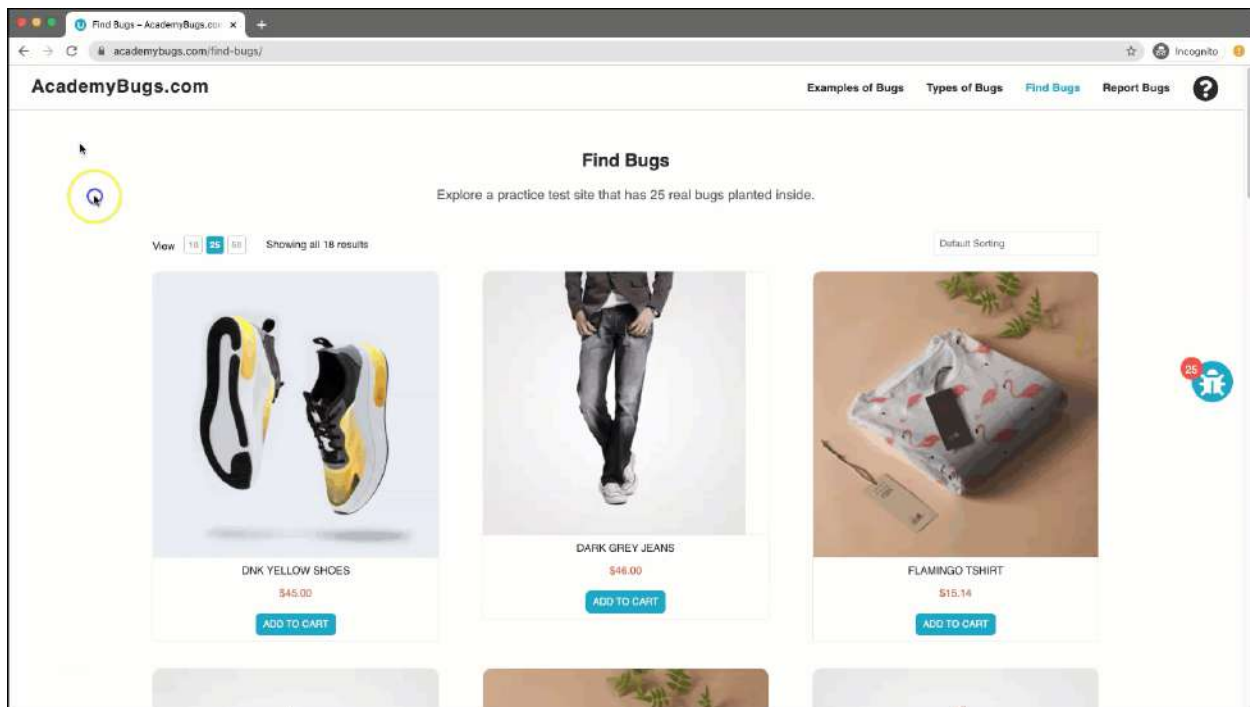 Find Bugs – AcademyBugs.com
academybugs.com/find-bugs/
Incognito
AcademyBugs.com
Examples of Bugs Types of Bugs Find Bugs Report Bugs ?
Find Bugs
Explore a practice test site that has 25 real bugs planted inside.
View 25 Showing all 18 results
Default Sorting
25
DNK YELLOW SHOES
$45.00
ADD TO CART
DARK GREY JEANS
$46.00
ADD TO CART
FLAMINGO TSHIRT
$15.14
ADD TO CART